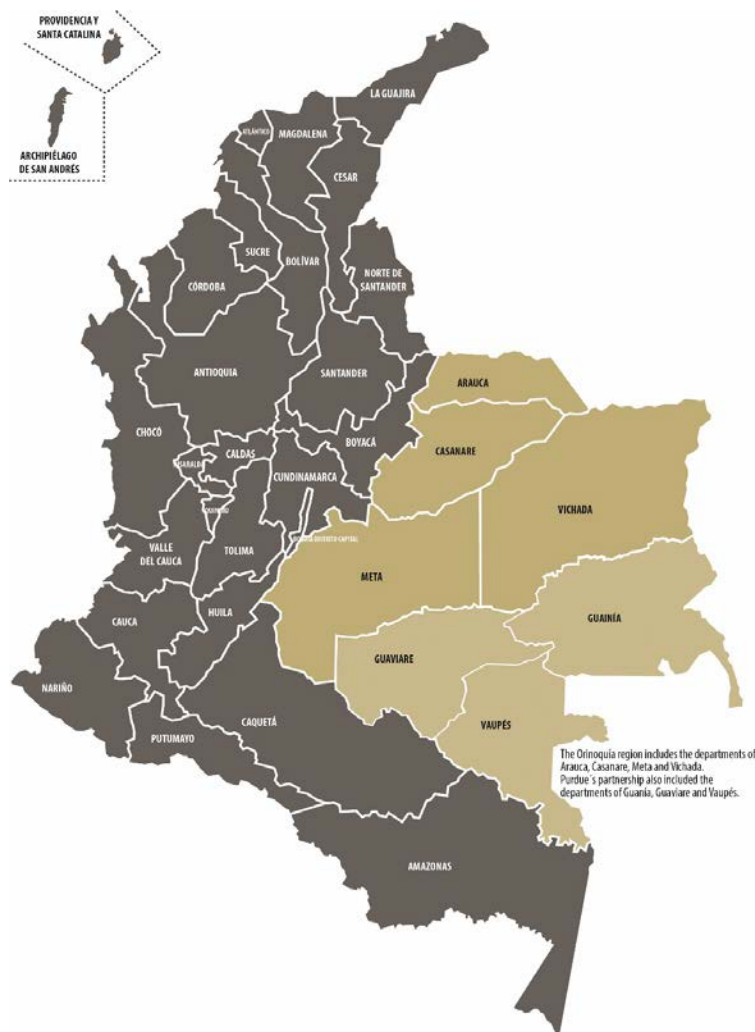 PROVIDENCIA Y
SANTA CATALINA
ARCHIPIÉLAGO
DE SAN ANDRÉS
LA GUAJIRA
ATLÁNTICO
MAGDALENA
CESAR
SUCRE
BOLÍVAR
NORTE DE
SANTANDER
CÓRDOBA
ANTIOQUIA
SANTANDER
ARAUCA
CHOCÓ
BOYACÁ
CASANARE
CALDAS
CUNDINAMARCA
VICHADA
VALLE
DEL CAUCA
TOLIMA
META
CAUCA
HUILA
GUAINÍA
GUAVIARE
NARIÑO
CAQUETÁ
VAUPÉS
PUTUMAYO
The Orinoquía region includes the departments of
Arauca, Casanare, Meta and Vichada.
Purdue´s partnership also included the
departments of Guanía, Guaviare and Vaupés.
AMAZONAS